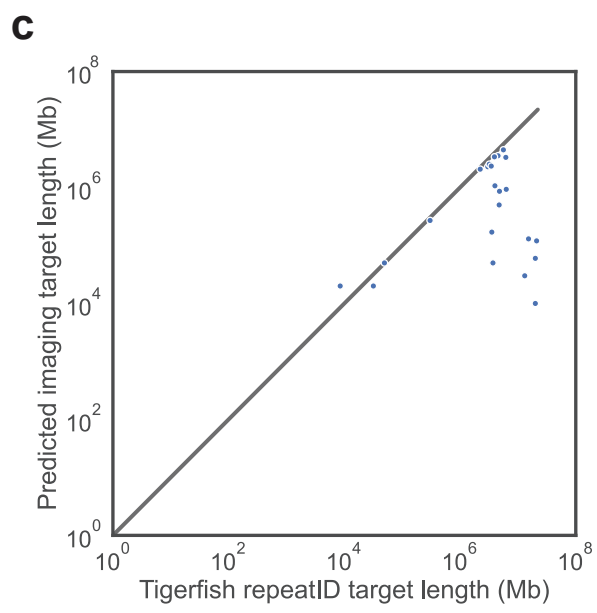 c
Predicted imaging target length (Mb)
10^8
10^6
10^4
10^2
10^0
10^0 10^2 10^4 10^6 10^8
Tigerfish repeatID target length (Mb)